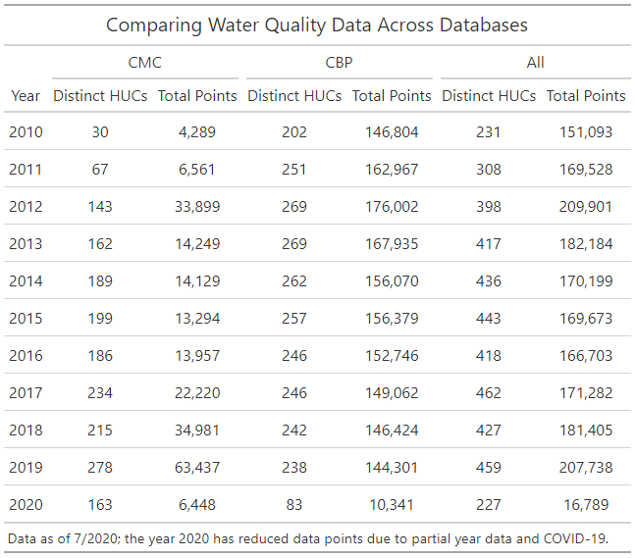 Comparing Water Quality Data Across Databases
CMC CBP All
Year Distinct HUCs Total Points Distinct HUCs Total Points Distinct HUCs Total Points
2010 30 4,289 202 146,804 231 151,093
2011 67 6,561 251 162,967 308 169,528
2012 143 33,899 269 176,002 398 209,901
2013 162 14,249 269 167,935 417 182,184
2014 189 14,129 262 156,070 436 170,199
2015 199 13,294 257 156,379 443 169,673
2016 186 13,957 246 152,746 418 166,703
2017 234 22,220 246 149,062 462 171,282
2018 215 34,981 242 146,424 427 181,405
2019 278 63,437 238 144,301 459 207,738
2020 163 6,448 83 10,341 227 16,789
Data as of 7/2020; the year 2020 has reduced data points due to partial year data and COVID-19.